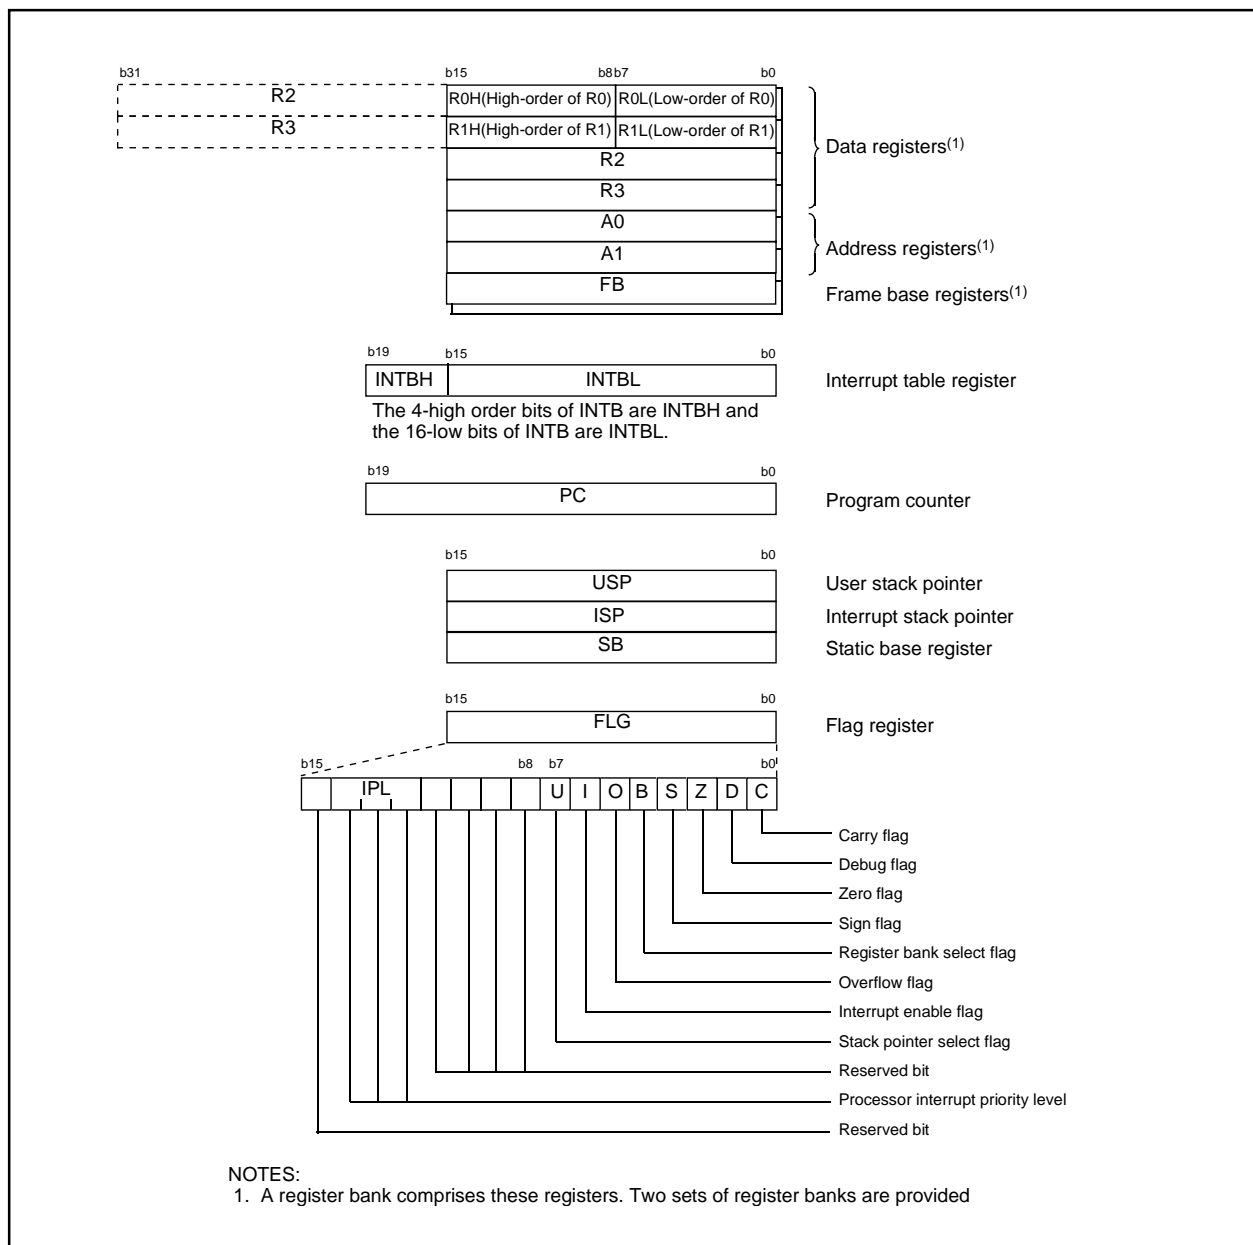 b31 b15 b8b7 b0
R2 R0H(High-order of R0) R0L(Low-order of R0)
R3 R1H(High-order of R1) R1L(Low-order of R1)
Data registers(1)
R2
R3
A0
Address registers(1)
A1
FB Frame base registers(1)
b19 b15 b0
INTBH INTBL Interrupt table register
The 4-high order bits of INTB are INTBH and
the 16-low bits of INTB are INTBL.
b19 b0
PC Program counter
b15 b0
USP User stack pointer
ISP Interrupt stack pointer
SB Static base register
b15 b0
FLG Flag register
b15 b8 b7 b0
IPL U I O B S Z D C
Carry flag
Debug flag
Zero flag
Sign flag
Register bank select flag
Overflow flag
Interrupt enable flag
Stack pointer select flag
Reserved bit
Processor interrupt priority level
Reserved bit
NOTES:
1. A register bank comprises these registers. Two sets of register banks are provided